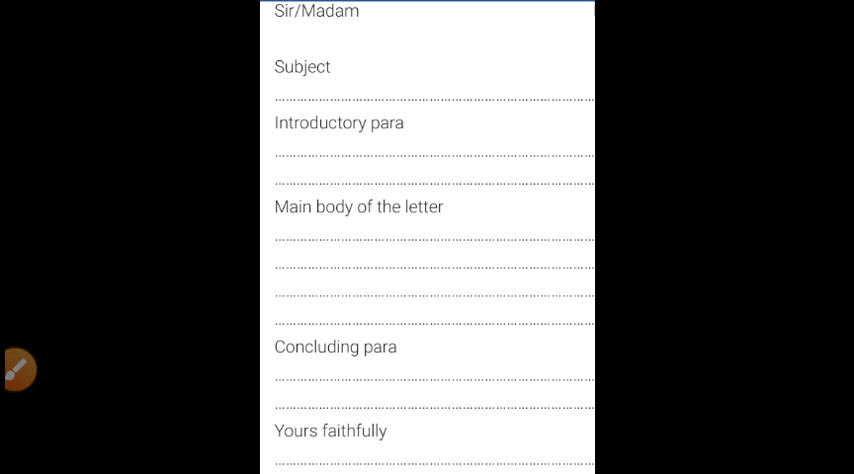 Sir/Madam
Subject
................................................................................
Introductory para
................................................................................
................................................................................
Main body of the letter
................................................................................
................................................................................
................................................................................
................................................................................
Concluding para
................................................................................
................................................................................
Yours faithfully
................................................................................